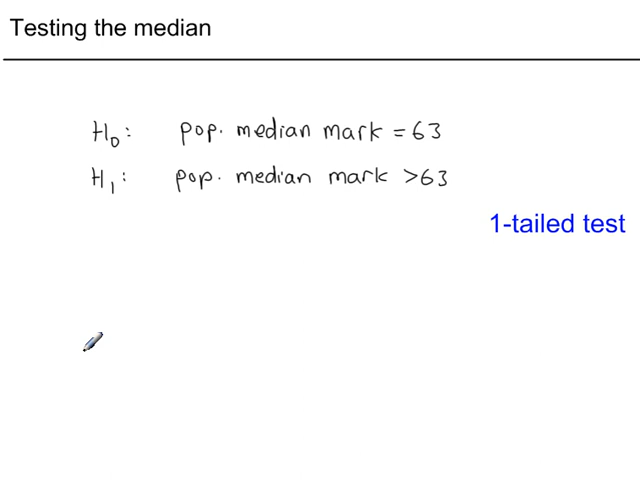 Testing the median
H₀: pop. median mark = 63
H₁: pop. median mark > 63
1-tailed test